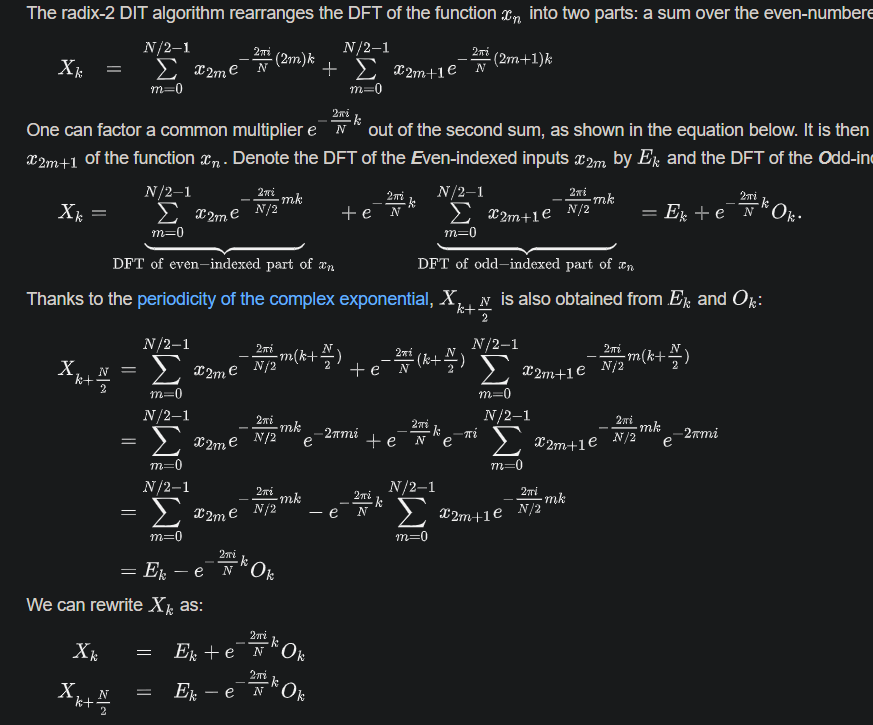 The radix-2 DIT algorithm rearranges the DFT of the function xₙ into two parts: a sum over the even-numbere
X_k = \sum_{m=0}^{N/2-1} x_{2m} e^{-\frac{2\pi i}{N}(2m)k} + \sum_{m=0}^{N/2-1} x_{2m+1} e^{-\frac{2\pi i}{N}(2m+1)k}
One can factor a common multiplier e^{-\frac{2\pi i}{N}k} out of the second sum, as shown in the equation below. It is then
x_{2m+1} of the function xₙ. Denote the DFT of the Even-indexed inputs x_{2m} by E_k and the DFT of the Odd-in
X_k = \underbrace{\sum_{m=0}^{N/2-1} x_{2m} e^{-\frac{2\pi i}{N/2}mk}}_{\text{DFT of even-indexed part of } x_n} + e^{-\frac{2\pi i}{N}k} \underbrace{\sum_{m=0}^{N/2-1} x_{2m+1} e^{-\frac{2\pi i}{N/2}mk}}_{\text{DFT of odd-indexed part of } x_n} = E_k + e^{-\frac{2\pi i}{N}k} O_k.
Thanks to the periodicity of the complex exponential, X_{k+\frac{N}{2}} is also obtained from E_k and O_k:
X_{k+\frac{N}{2}} = \sum_{m=0}^{N/2-1} x_{2m} e^{-\frac{2\pi i}{N/2}m(k+\frac{N}{2})} + e^{-\frac{2\pi i}{N}(k+\frac{N}{2})} \sum_{m=0}^{N/2-1} x_{2m+1} e^{-\frac{2\pi i}{N/2}m(k+\frac{N}{2})}
= \sum_{m=0}^{N/2-1} x_{2m} e^{-\frac{2\pi i}{N/2}mk} e^{-2\pi mi} + e^{-\frac{2\pi i}{N}k} e^{-\pi i} \sum_{m=0}^{N/2-1} x_{2m+1} e^{-\frac{2\pi i}{N/2}mk} e^{-2\pi mi}
= \sum_{m=0}^{N/2-1} x_{2m} e^{-\frac{2\pi i}{N/2}mk} - e^{-\frac{2\pi i}{N}k} \sum_{m=0}^{N/2-1} x_{2m+1} e^{-\frac{2\pi i}{N/2}mk}
= E_k - e^{-\frac{2\pi i}{N}k} O_k
We can rewrite X_k as:
X_k = E_k + e^{-\frac{2\pi i}{N}k} O_k
X_{k+\frac{N}{2}} = E_k - e^{-\frac{2\pi i}{N}k} O_k